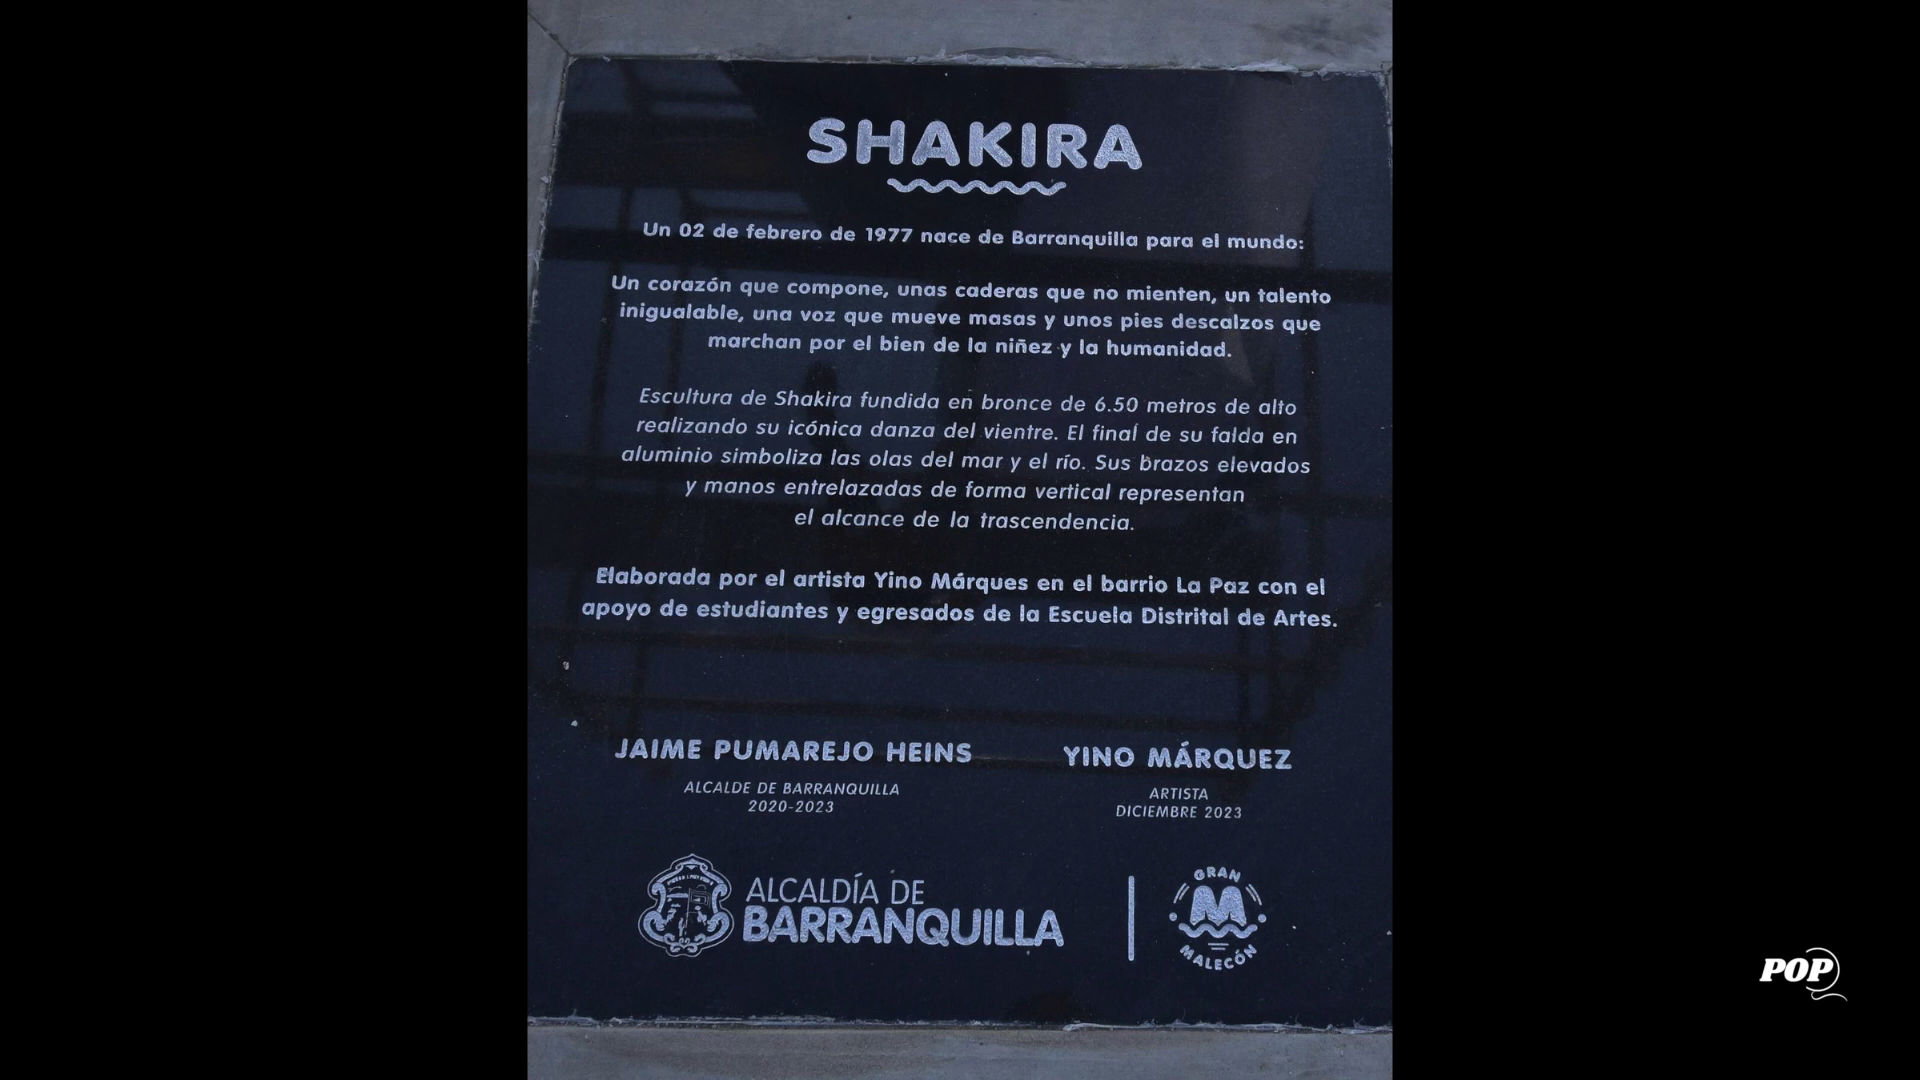 SHAKIRA
Un 02 de febrero de 1977 nace de Barranquilla para el mundo:
Un corazón que compone, unas caderas que no mienten, un talento
inigualable, una voz que mueve masas y unos pies descalzos que
marchan por el bien de la niñez y la humanidad.
Escultura de Shakira fundida en bronce de 6.50 metros de alto
realizando su icónica danza del vientre. El final de su falda en
aluminio simboliza las olas del mar y el río. Sus brazos elevados
y manos entrelazadas de forma vertical representan
el alcance de la trascendencia.
Elaborada por el artista Yino Márques en el barrio La Paz con el
apoyo de estudiantes y egresados de la Escuela Distrital de Artes.
JAIME PUMAREJO HEINS
ALCALDE DE BARRANQUILLA
2020-2023
YINO MÁRQUEZ
ARTISTA
DICIEMBRE 2023
ALCALDÍA DE
BARRANQUILLA
GRAN
M
MALECÓN
POP